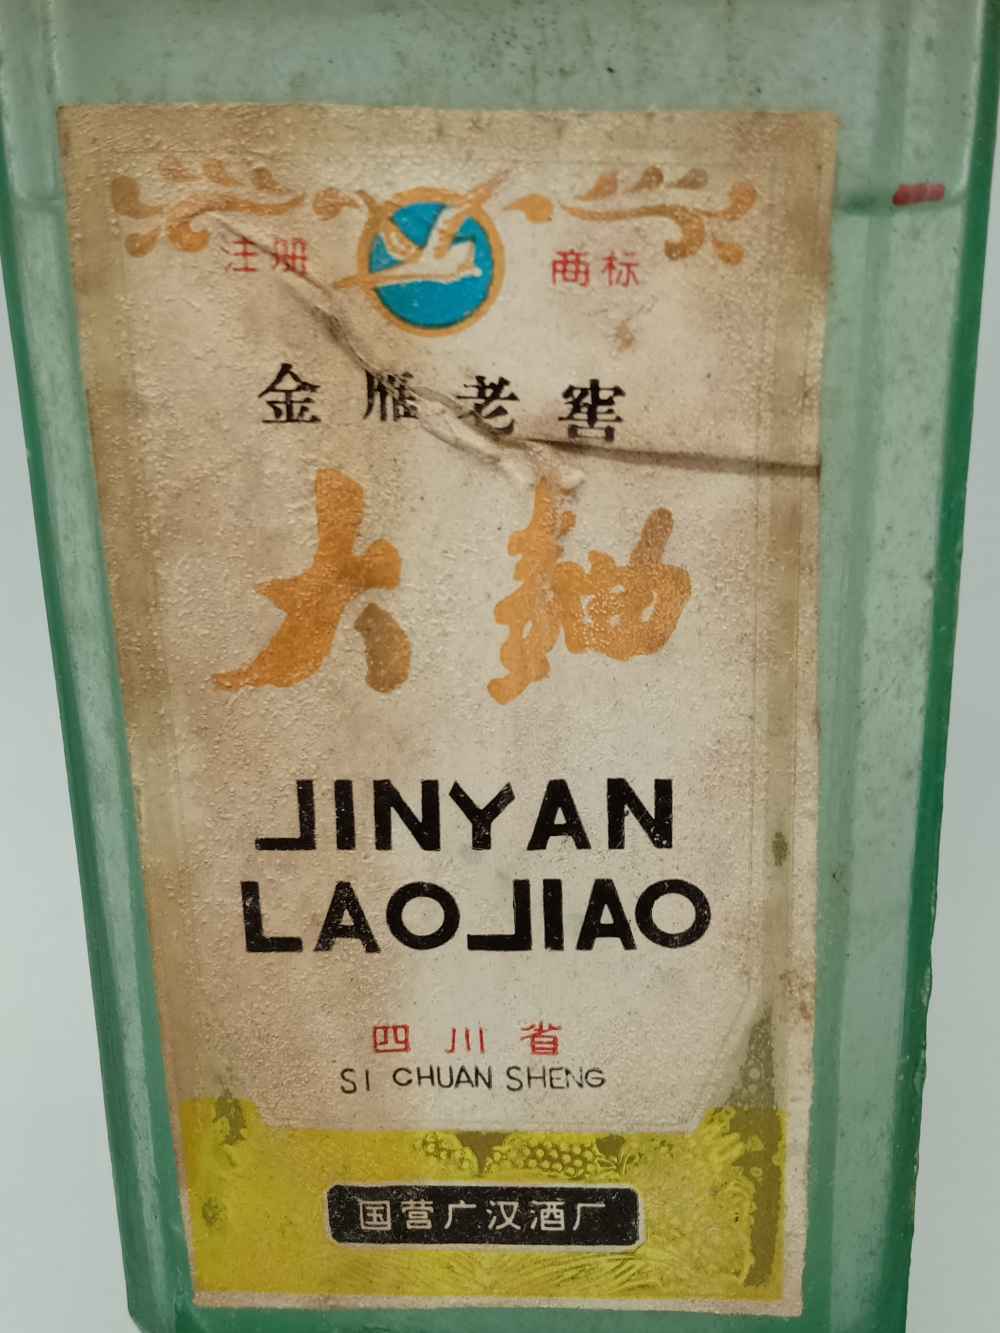 注册 商标
金雁老窖
大麯
JINYAN
LAOJIAO
四川省
SI CHUAN SHENG
国营广汉酒厂